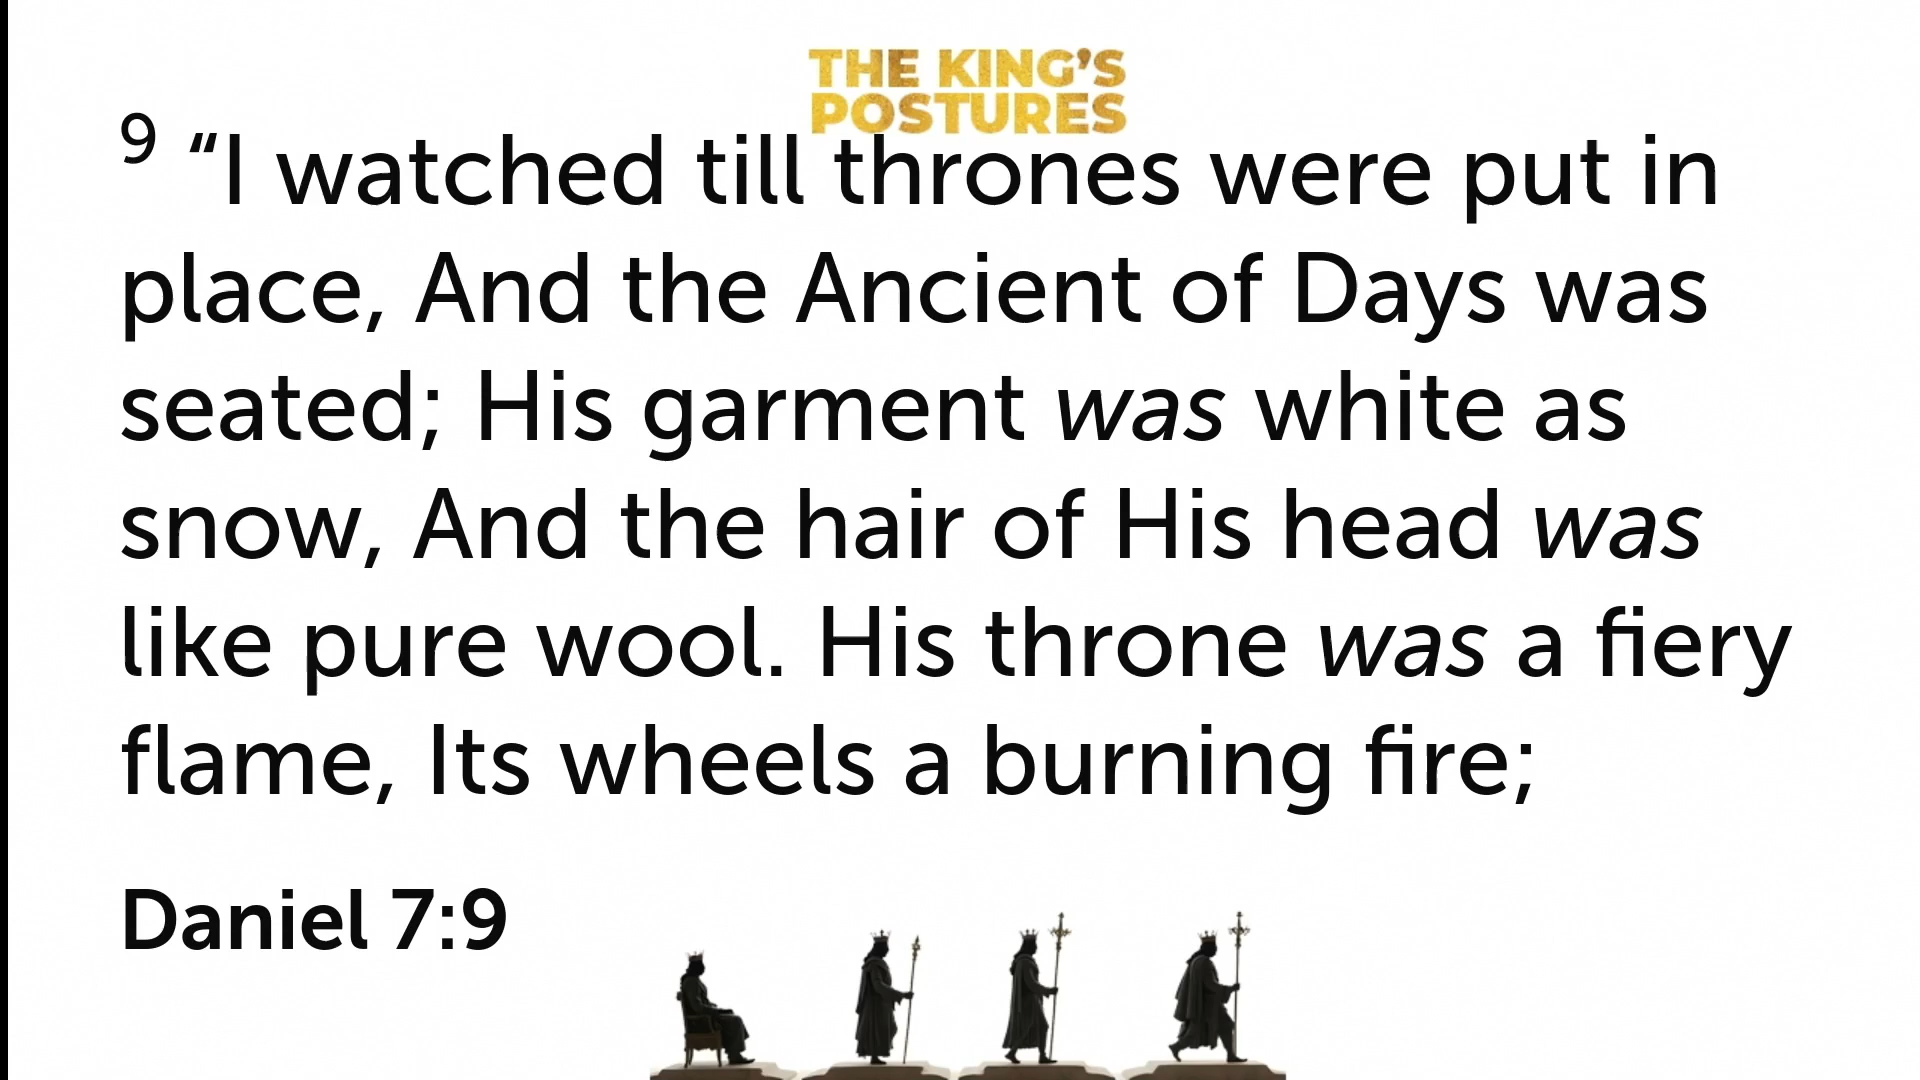 THE KING’S
POSTURES
9 “I watched till thrones were put in
place, And the Ancient of Days was
seated; His garment was white as
snow, And the hair of His head was
like pure wool. His throne was a fiery
flame, Its wheels a burning fire;
Daniel 7:9